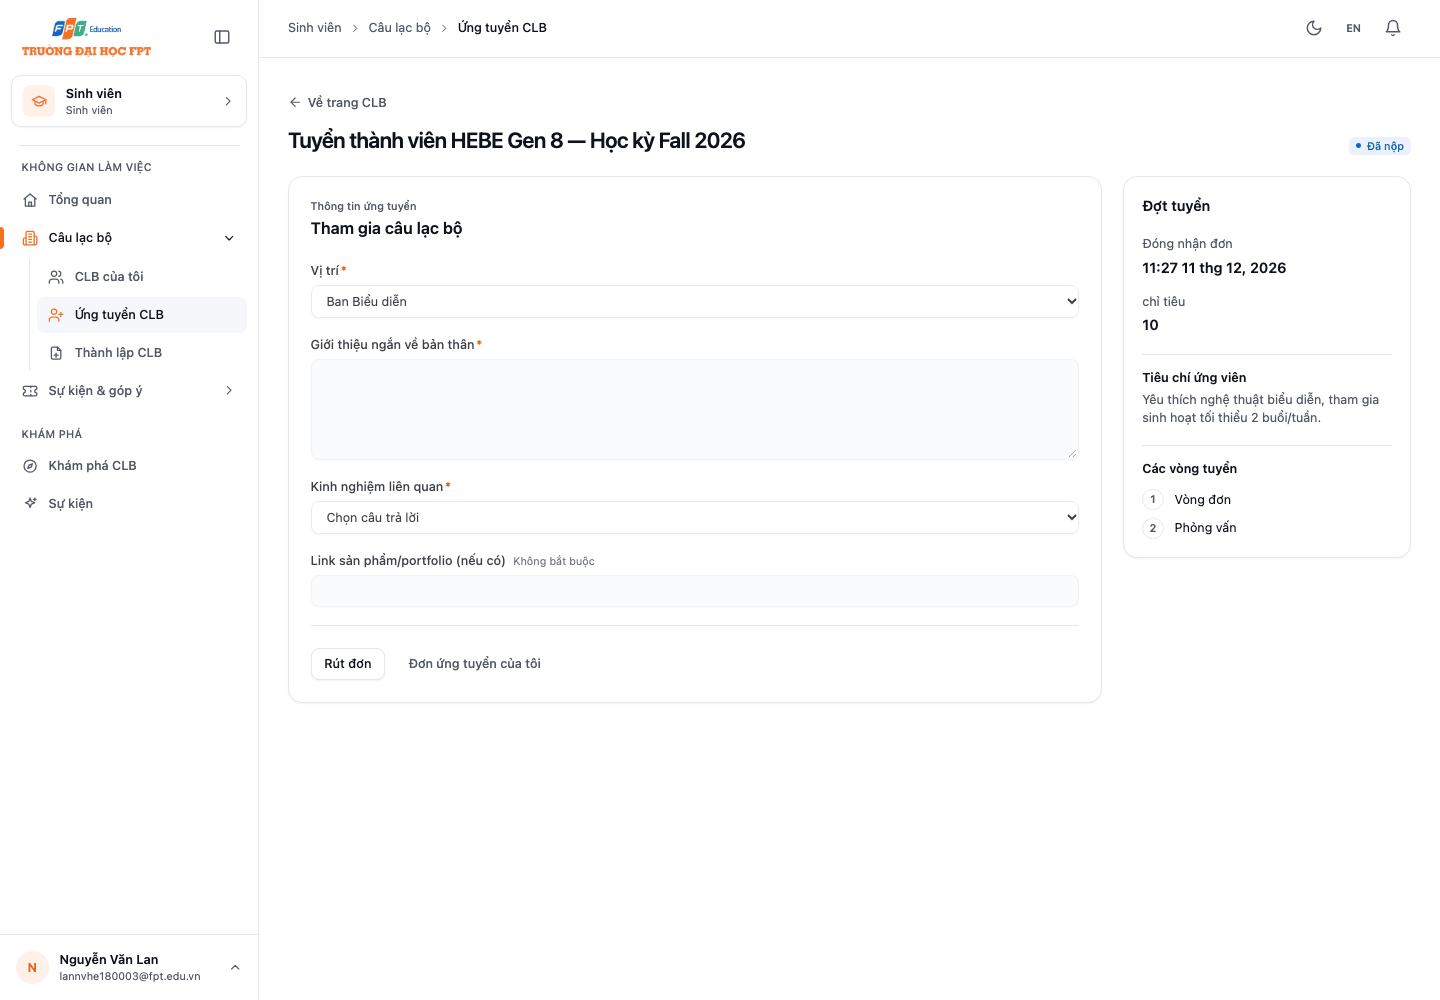 FPT Education
TRƯỜNG ĐẠI HỌC FPT
Sinh viên
Sinh viên
KHÔNG GIAN LÀM VIỆC
Tổng quan
Câu lạc bộ
CLB của tôi
Ứng tuyển CLB
Thành lập CLB
Sự kiện & góp ý
KHÁM PHÁ
Khám phá CLB
Sự kiện
Nguyễn Văn Lan
N
lannvhe180003@fpt.edu.vn
Sinh viên > Câu lạc bộ > Ứng tuyển CLB
EN
Về trang CLB
Tuyển thành viên HEBE Gen 8 — Học kỳ Fall 2026
Đã nộp
Thông tin ứng tuyển
Tham gia câu lạc bộ
Vị trí*
Ban Biểu diễn
Giới thiệu ngắn về bản thân*
Kinh nghiệm liên quan*
Chọn câu trả lời
Link sản phẩm/portfolio (nếu có) Không bắt buộc
Rút đơn
Đơn ứng tuyển của tôi
Đợt tuyển
Đóng nhận đơn
11:27 11 thg 12, 2026
chỉ tiêu
10
Tiêu chí ứng viên
Yêu thích nghệ thuật biểu diễn, tham gia
sinh hoạt tối thiểu 2 buổi/tuần.
Các vòng tuyển
1 Vòng đơn
2 Phỏng vấn